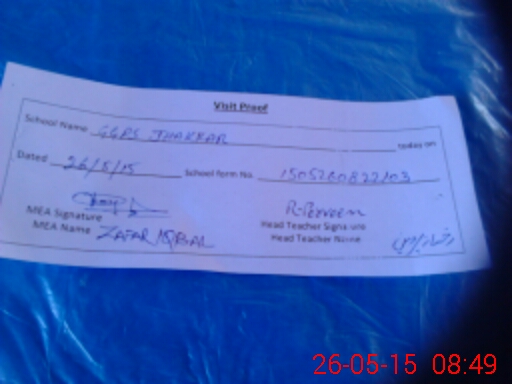 Visit Proof
School Name GGPS JHAKKAR today on
Dated 26/5/15 School form No. 150526082203
MEA Signature R-Perveen
Head Teacher Signature
MEA Name ZAFAR IQBAL Head Teacher Name
26-05-15 08:49